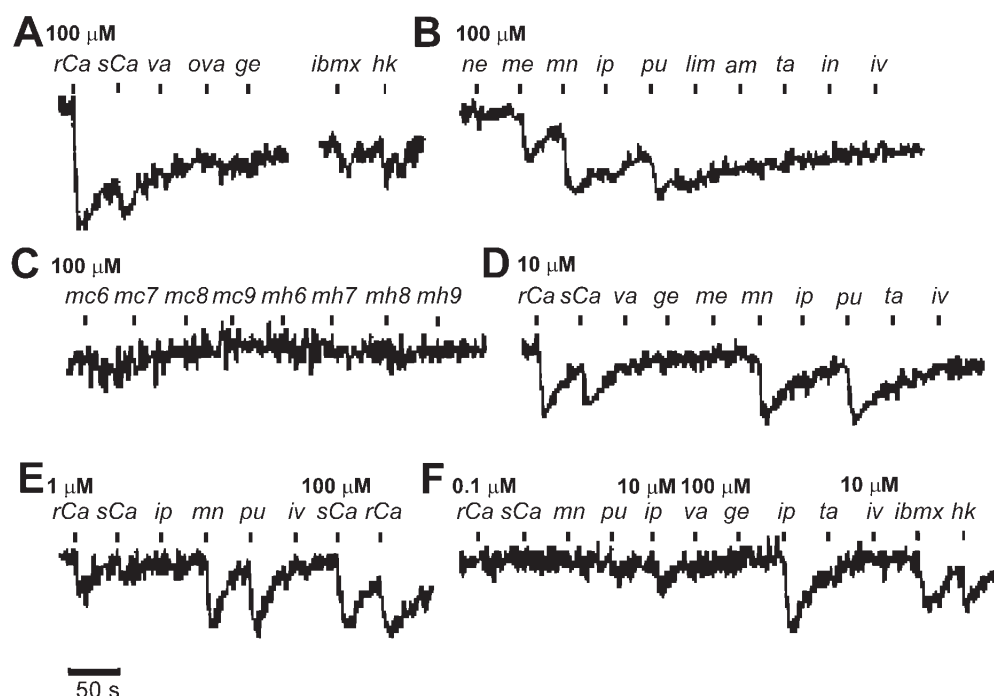 A 100 µM
rCa sCa va ova ge ibmx hk
B 100 µM
ne me mn ip pu lim am ta in iv
C 100 µM
mc6 mc7 mc8 mc9 mh6 mh7 mh8 mh9
D 10 µM
rCa sCa va ge me mn ip pu ta iv
E 1 µM 100 µM
rCa sCa ip mn pu iv sCa rCa
F 0.1 µM 10 µM 100 µM 10 µM
rCa sCa mn pu ip va ge ip ta iv ibmx hk
50 s